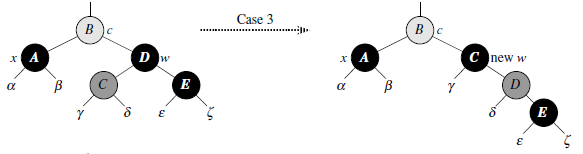 Case 3
B c
x A D w
α β C E
γ δ ε ζ
B c
x A C new w
α β γ D
δ E
ε ζ